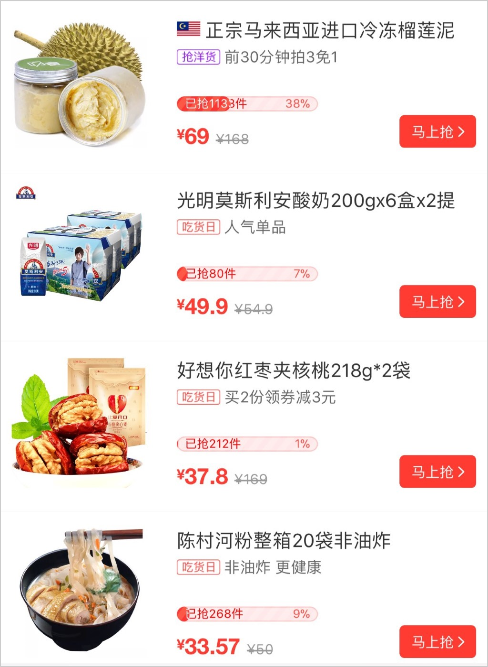 正宗马来西亚进口冷冻榴莲泥
抢洋货 前30分钟拍3免1
已抢1133件 38%
¥69 ¥168
马上抢
光明莫斯利安酸奶200gx6盒x2提
吃货日 人气单品
已抢80件 7%
¥49.9 ¥54.9
马上抢
好想你红枣夹核桃218g*2袋
吃货日 买2份领券减3元
已抢212件 1%
¥37.8 ¥169
马上抢
陈村河粉整箱20袋非油炸
吃货日 非油炸 更健康
已抢268件 9%
¥33.57 ¥50
马上抢